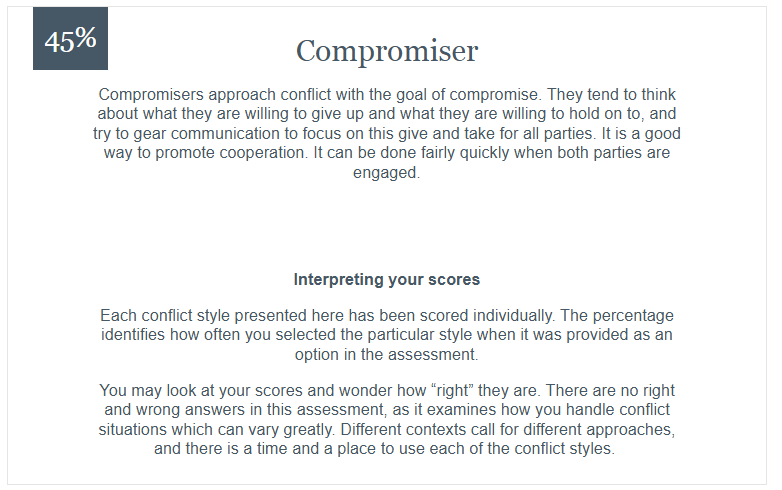 45%
Compromiser
Compromisers approach conflict with the goal of compromise. They tend to think
about what they are willing to give up and what they are willing to hold on to, and
try to gear communication to focus on this give and take for all parties. It is a good
way to promote cooperation. It can be done fairly quickly when both parties are
engaged.
Interpreting your scores
Each conflict style presented here has been scored individually. The percentage
identifies how often you selected the particular style when it was provided as an
option in the assessment.
You may look at your scores and wonder how “right” they are. There are no right
and wrong answers in this assessment, as it examines how you handle conflict
situations which can vary greatly. Different contexts call for different approaches,
and there is a time and a place to use each of the conflict styles.